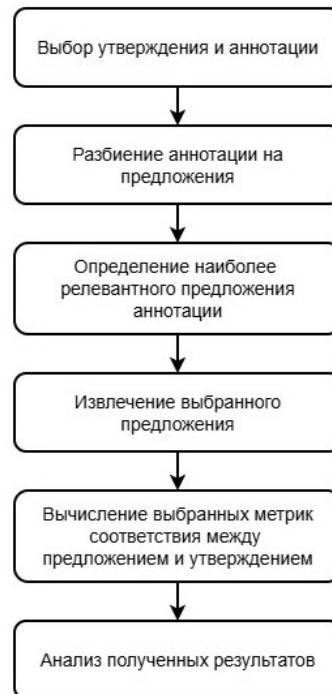 Выбор утверждения и аннотации
Разбиение аннотации на
предложения
Определение наиболее
релевантного предложения
аннотации
Извлечение выбранного
предложения
Вычисление выбранных метрик
соответствия между
предложением и утверждением
Анализ полученных результатов